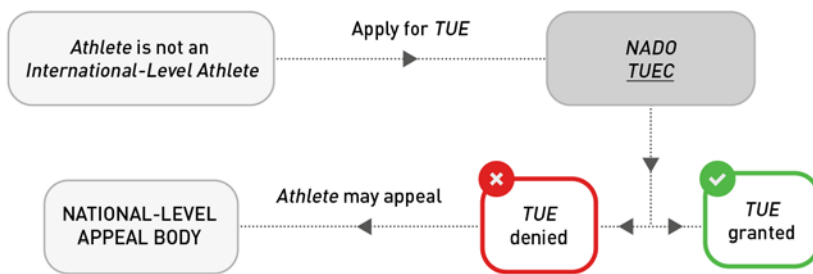 Athlete is not an
International-Level Athlete
Apply for TUE
NADO
TUEC
NATIONAL-LEVEL
APPEAL BODY
Athlete may appeal
TUE
denied
TUE
granted